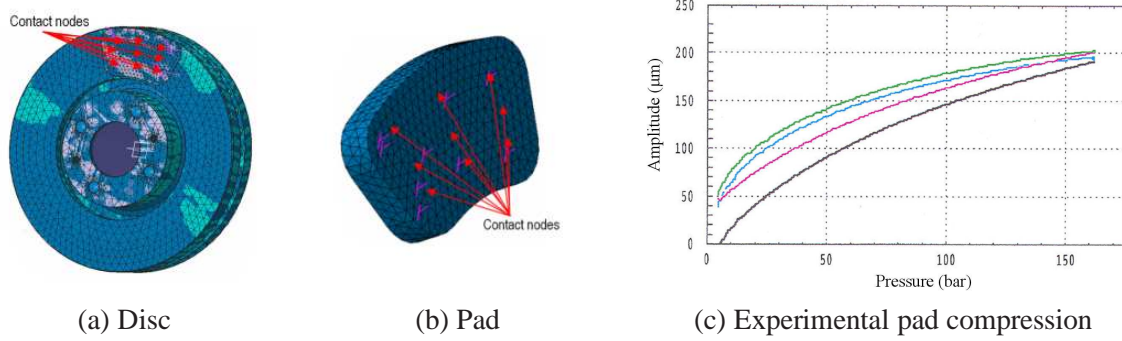 Contact nodes
Contact nodes
250
200
150
100
50
0
Amplitude (μm)
0
50
100
150
Pressure (bar)
(a) Disc
(b) Pad
(c) Experimental pad compression